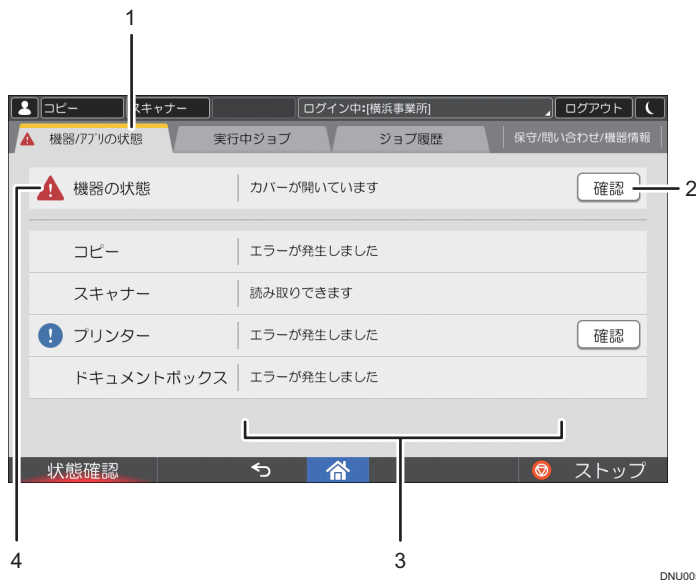 1
コピー スキャナー ログイン中:[横浜事業所] ログアウト
機器/アプリの状態 実行中ジョブ ジョブ履歴 保守/問い合わせ/機器情報
機器の状態 カバーが開いています 確認 2
コピー エラーが発生しました
スキャナー 読み取りできます
プリンター エラーが発生しました 確認
ドキュメントボックス エラーが発生しました
状態確認 ストップ
4 3
DNU00